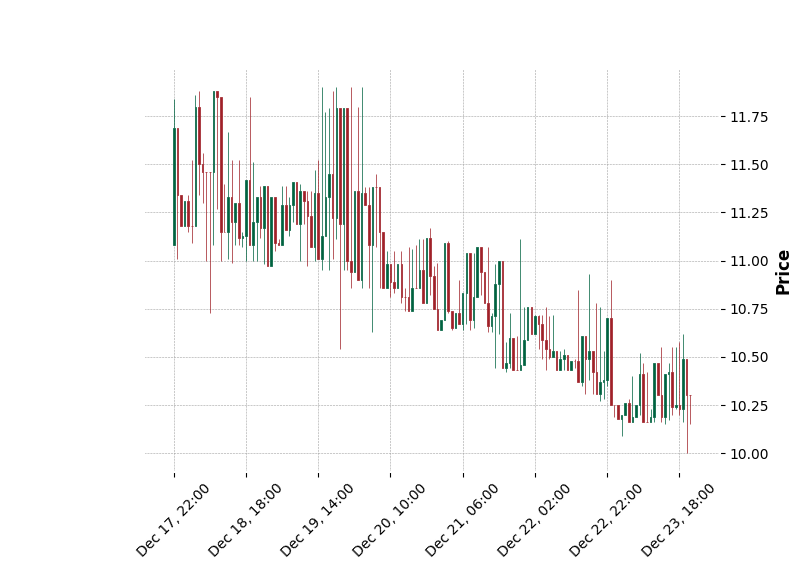 11.75
11.50
11.25
11.00
10.75
10.50
10.25
10.00
Price
Dec 17, 22:00
Dec 18, 18:00
Dec 19, 14:00
Dec 20, 10:00
Dec 21, 06:00
Dec 22, 02:00
Dec 22, 22:00
Dec 23, 18:00